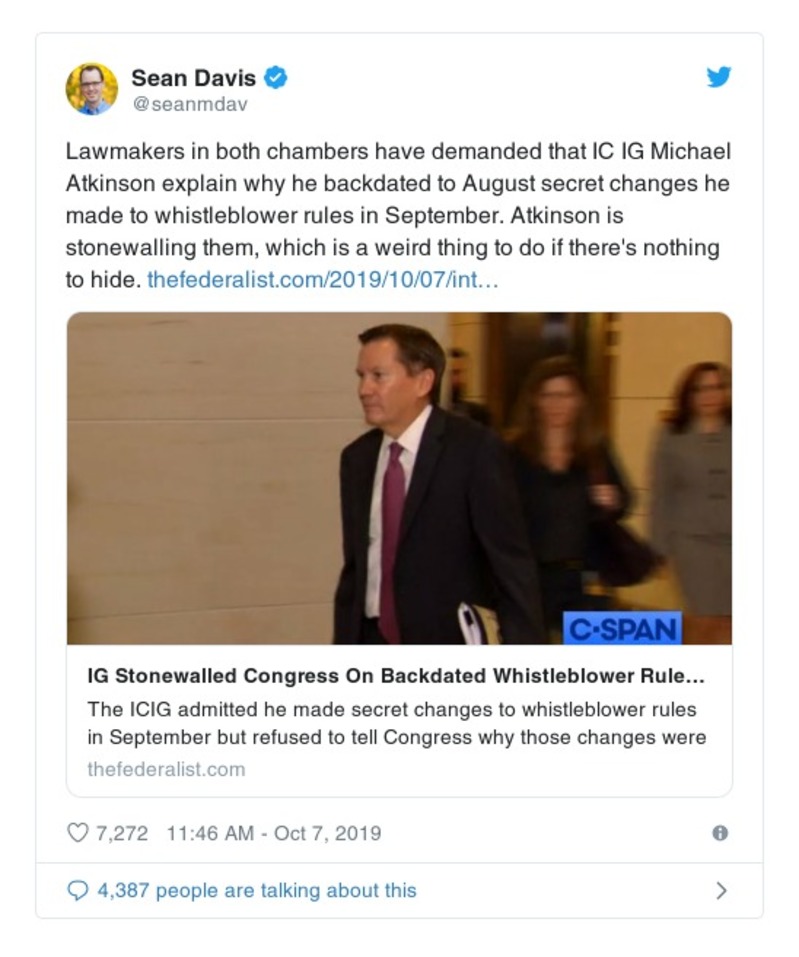 Sean Davis
@seanmdav
Lawmakers in both chambers have demanded that IC IG Michael
Atkinson explain why he backdated to August secret changes he
made to whistleblower rules in September. Atkinson is
stonewalling them, which is a weird thing to do if there's nothing
to hide. thefederalist.com/2019/10/07/int…
C·SPAN
IG Stonewalled Congress On Backdated Whistleblower Rule…
The ICIG admitted he made secret changes to whistleblower rules
in September but refused to tell Congress why those changes were
thefederalist.com
7,272 11:46 AM - Oct 7, 2019
4,387 people are talking about this